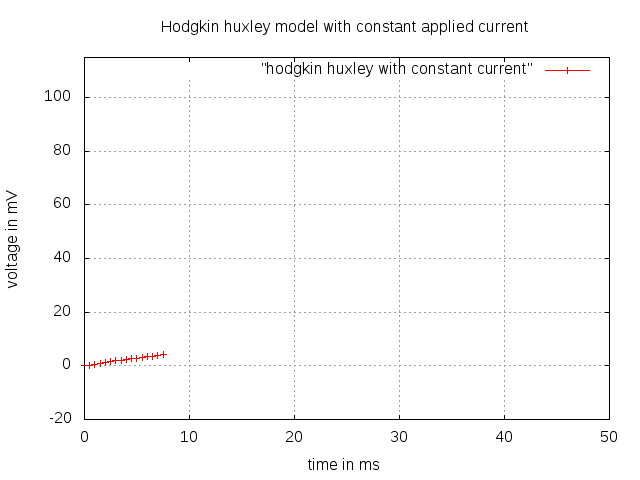 Hodgkin huxley model with constant applied current
"hodgkin huxley with constant current"
100
80
60
40
20
0
-20
voltage in mV
0 10 20 30 40 50
time in ms